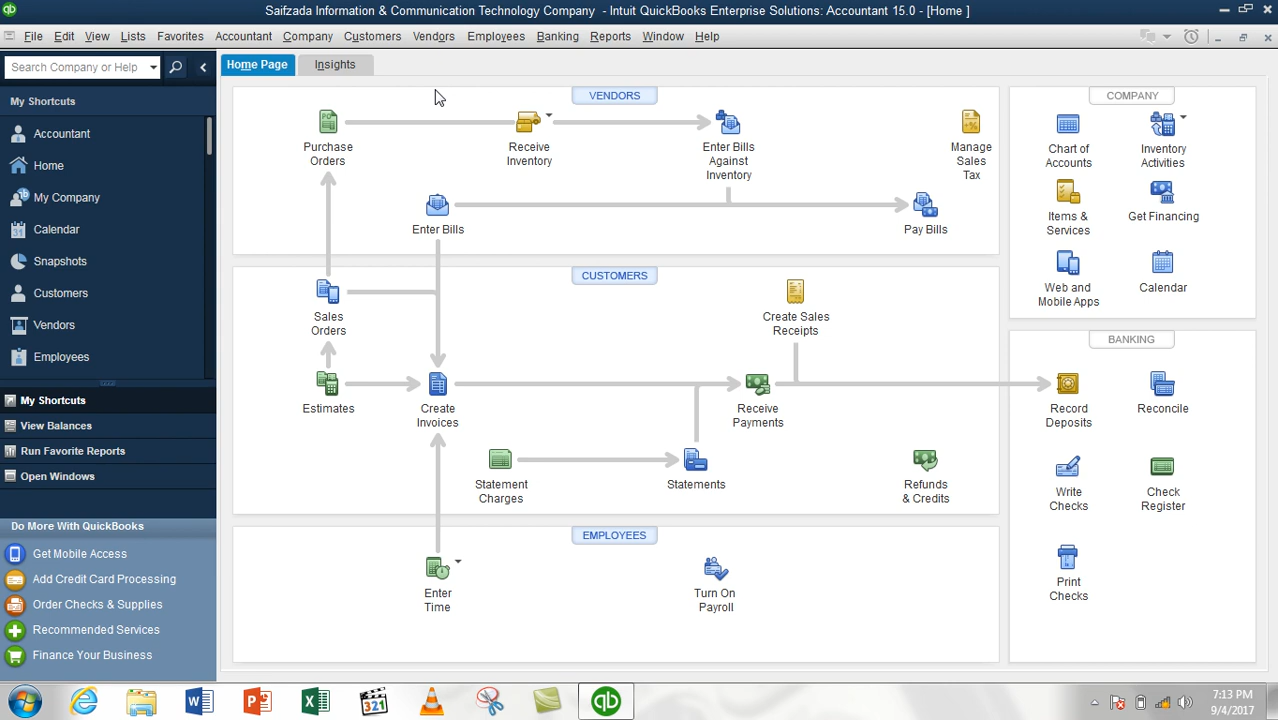 Saifzada Information & Communication Technology Company - Intuit QuickBooks Enterprise Solutions: Accountant 15.0 - [Home ]
File Edit View Lists Favorites Accountant Company Customers Vendors Employees Banking Reports Window Help
Search Company or Help
My Shortcuts
Accountant
Home
My Company
Calendar
Snapshots
Customers
Vendors
Employees
My Shortcuts
View Balances
Run Favorite Reports
Open Windows
Do More With QuickBooks
Get Mobile Access
Add Credit Card Processing
Order Checks & Supplies
Recommended Services
Finance Your Business
Home Page
Insights
VENDORS
Purchase
Orders
Receive
Inventory
Enter Bills
Against
Inventory
Manage
Sales
Tax
Enter Bills
Pay Bills
CUSTOMERS
Sales
Orders
Create Sales
Receipts
Estimates
Create
Invoices
Receive
Payments
Statement
Charges
Statements
Refunds
& Credits
EMPLOYEES
Enter
Time
Turn On
Payroll
COMPANY
Chart of
Accounts
Inventory
Activities
Items &
Services
Get Financing
Web and
Mobile Apps
Calendar
BANKING
Record
Deposits
Reconcile
Write
Checks
Check
Register
Print
Checks
321
7:13 PM
9/4/2017